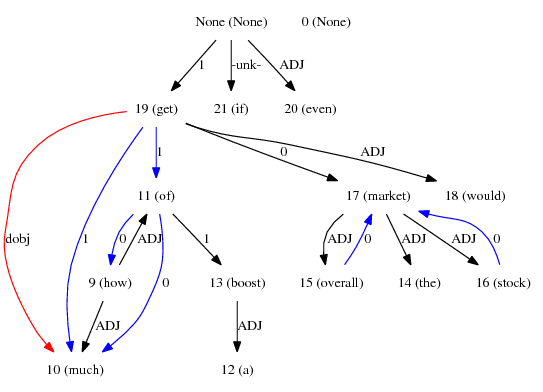 None (None) 0 (None)
1 -unk- ADJ
19 (get) 21 (if) 20 (even)
1 0 ADJ
11 (of) 17 (market) 18 (would)
dobj 1 0 ADJ 1 ADJ 0 ADJ ADJ 0
9 (how) 13 (boost) 15 (overall) 14 (the) 16 (stock)
0
ADJ ADJ
10 (much) 12 (a)